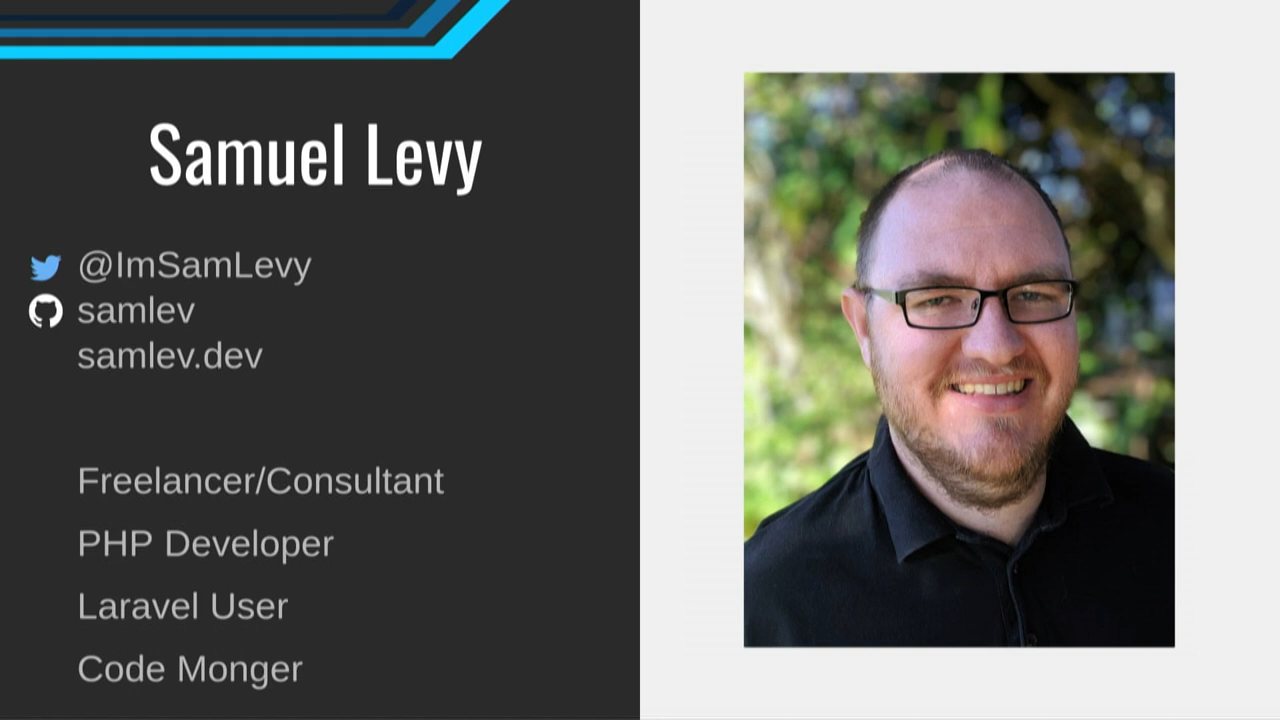 Samuel Levy
@ImSamLevy
samlev
samlev.dev
Freelancer/Consultant
PHP Developer
Laravel User
Code Monger